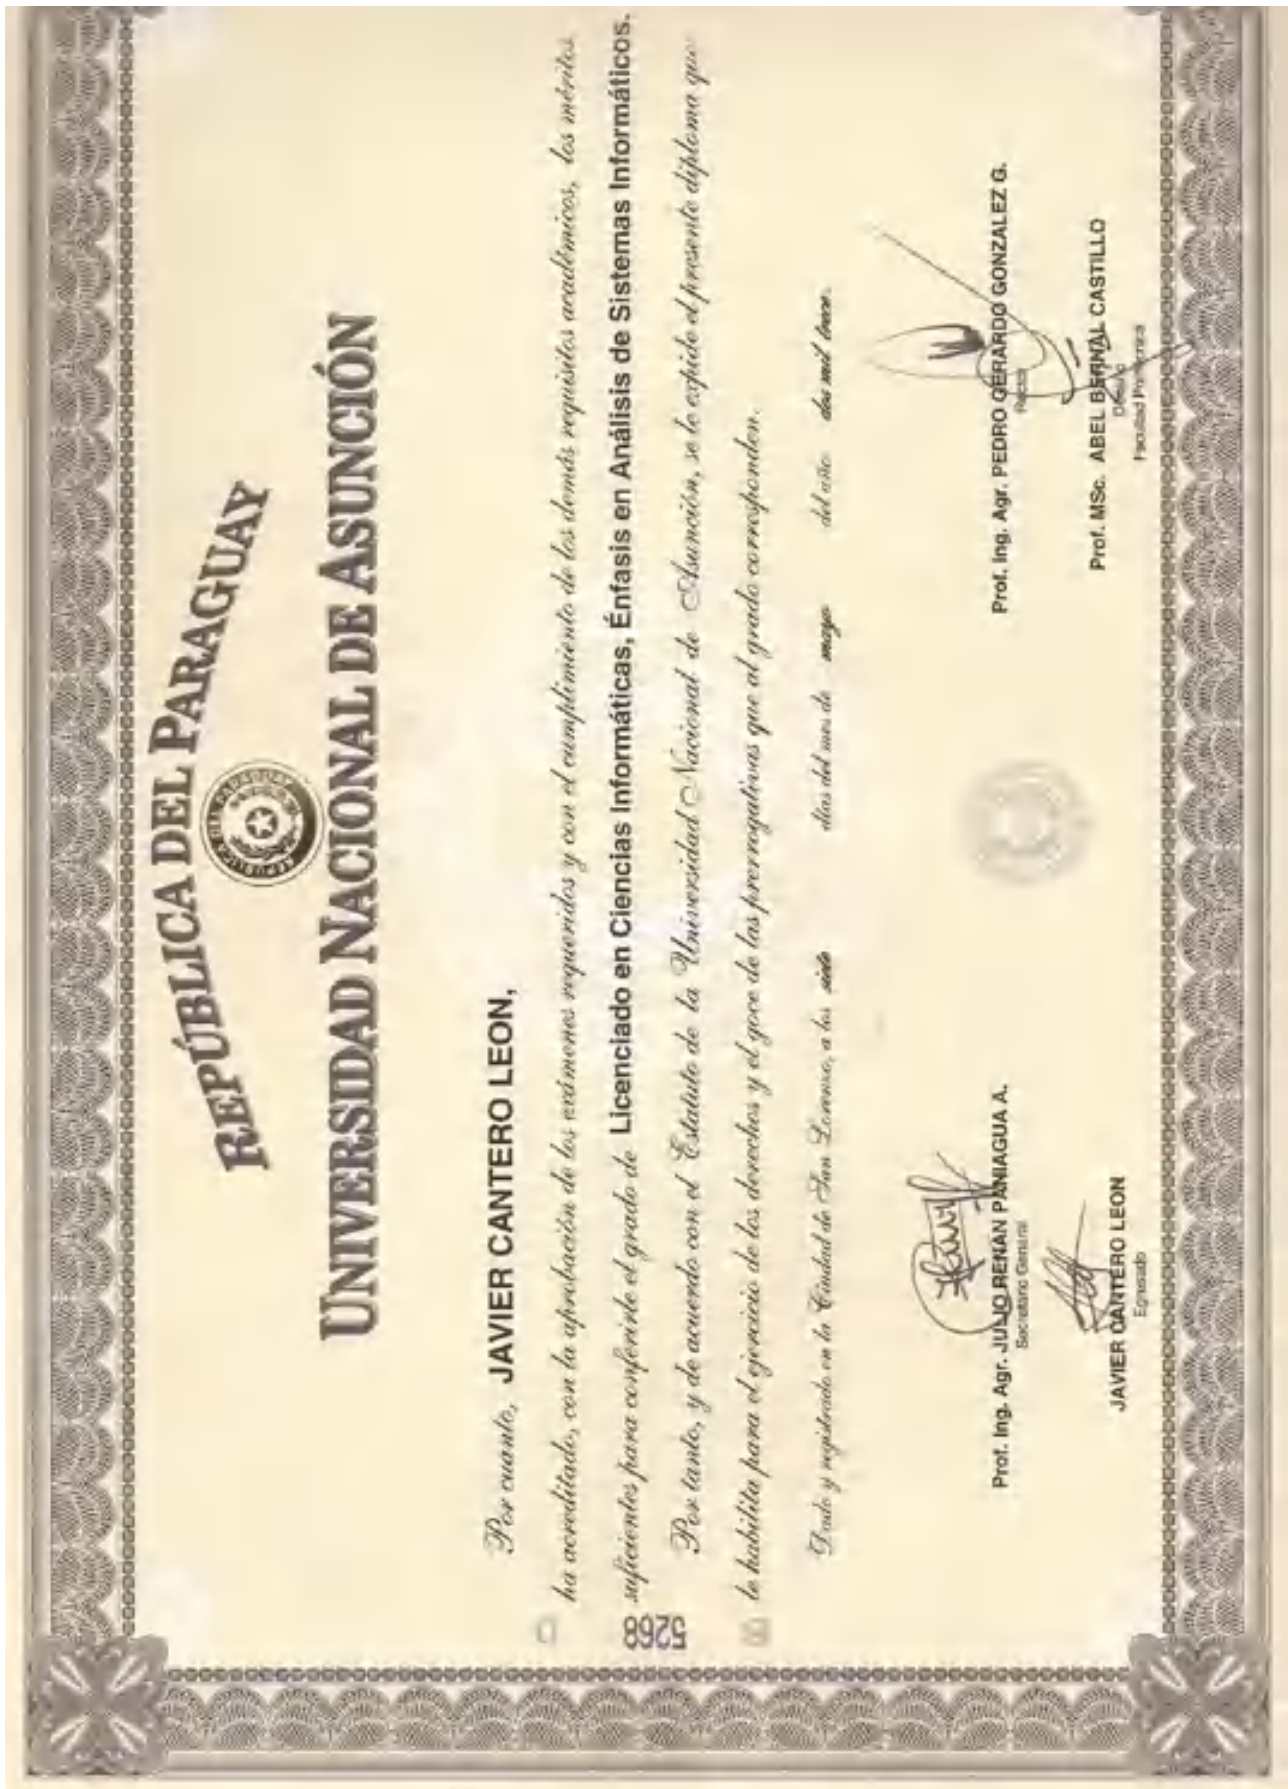 REPÚBLICA DEL PARAGUAY
REPUBLICA DEL PARAGUAY
UNIVERSIDAD NACIONAL DE ASUNCIÓN
Por cuanto, JAVIER CANTERO LEON,
ha acreditado, con la aprobación de los exámenes requeridos y con el cumplimiento de los demás requisitos académicos, los méritos
suficientes para conferirle el grado de Licenciado en Ciencias Informáticas, Énfasis en Análisis de Sistemas Informáticos.
Por tanto, y de acuerdo con el Estatuto de la Universidad Nacional de Asunción, se le expide el presente diploma que
le habilita para el ejercicio de los derechos y el goce de las prerrogativas que al grado corresponden.
Dado y registrado en la Ciudad de San Lorenzo, a los siete días del mes de mayo del año dos mil trece.
5268
Prof. Ing. Agr. JULIO RENAN PANIAGUA A.
Secretario General
Prof. Ing. Agr. PEDRO GERARDO GONZALEZ G.
Rector
JAVIER CANTERO LEON
Egresado
Prof. MSc. ABEL BERNAL CASTILLO
Decano
Facultad Politécnica